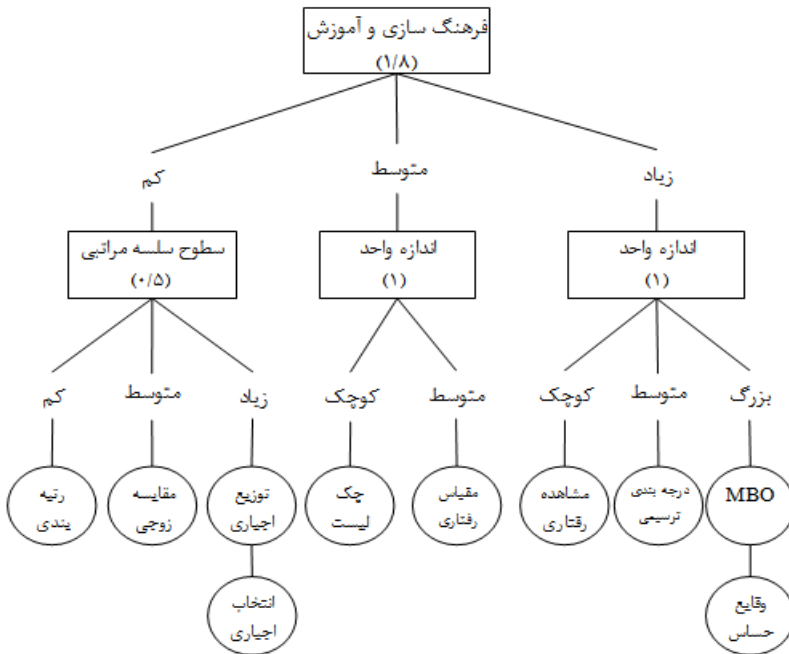 فرهنگ سازی و آموزش
(۱/۸)
کم
متوسط
زیاد
سطوح سلسه مراتبی
(۰/۵)
اندازه واحد
(۱)
اندازه واحد
(۱)
کم
متوسط
زیاد
کوچک
متوسط
کوچک
متوسط
بزرگ
رتبه
بندی
مقایسه
زوجی
توزیع
اجباری
چک
لیست
مقیاس
رفتاری
مشاهده
رفتاری
درجه بندی
ترسیمی
MBO
انتخاب
اجباری
وقایع
حساس